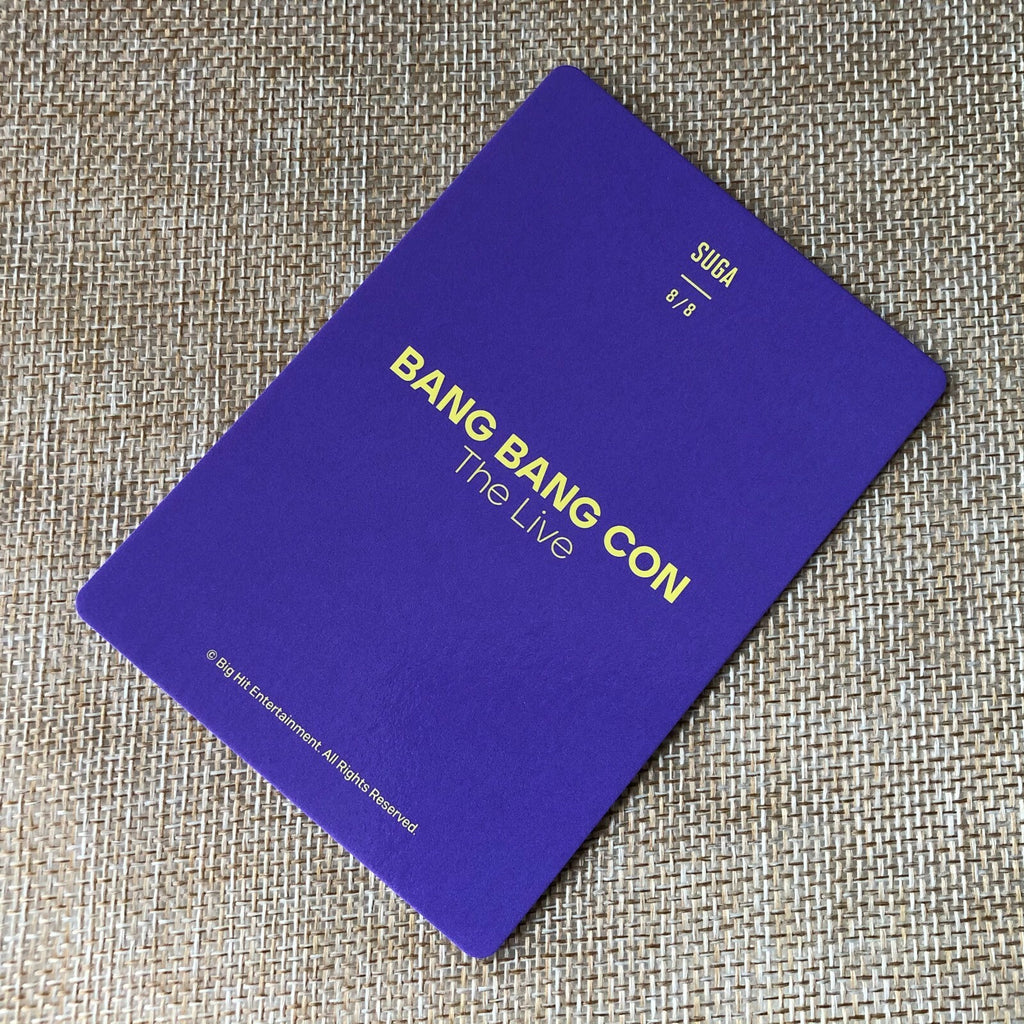 SUGA
8/8
BANG BANG CON
The Live
© Big Hit Entertainment. All Rights Reserved.